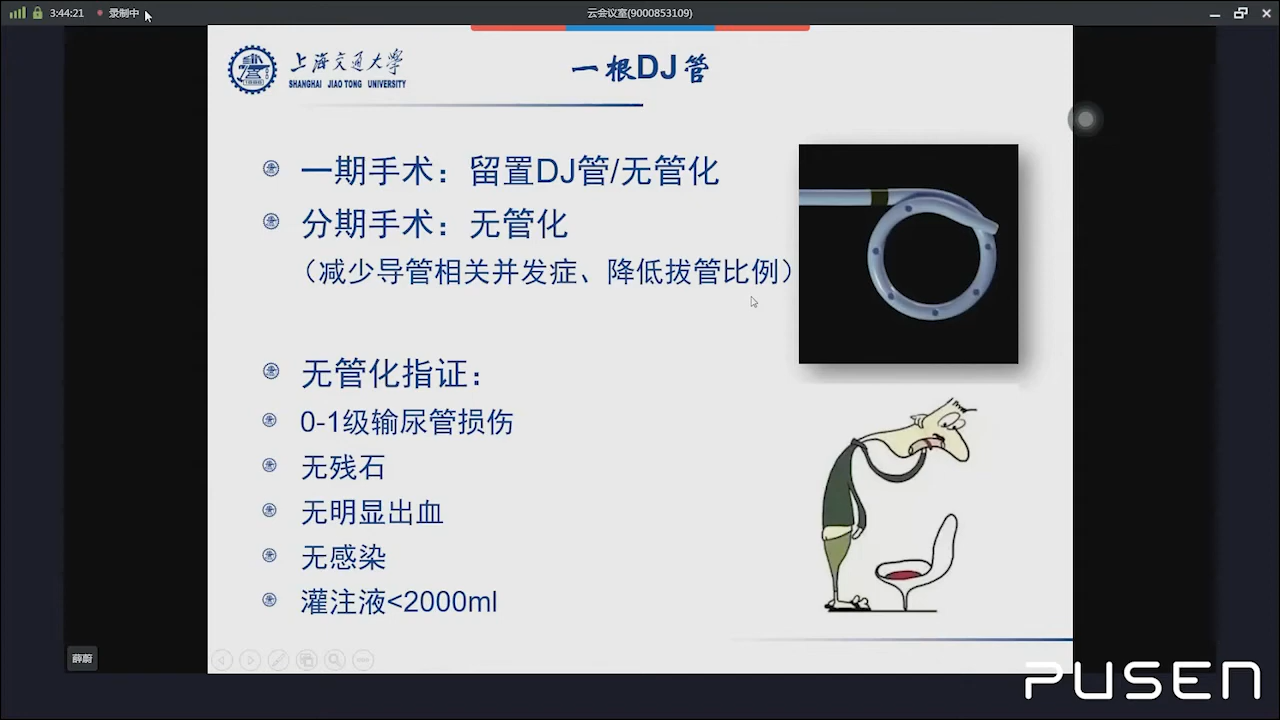 3:44:21 录制中
云会议室(9000853109)
上海交通大学
SHANGHAI JIAO TONG UNIVERSITY
一根DJ管
一期手术：留置DJ管/无管化
分期手术：无管化
（减少导管相关并发症、降低拔管比例）
无管化指证：
0-1级输尿管损伤
无残石
无明显出血
无感染
灌注液<2000ml
薛蔚
PUSEN